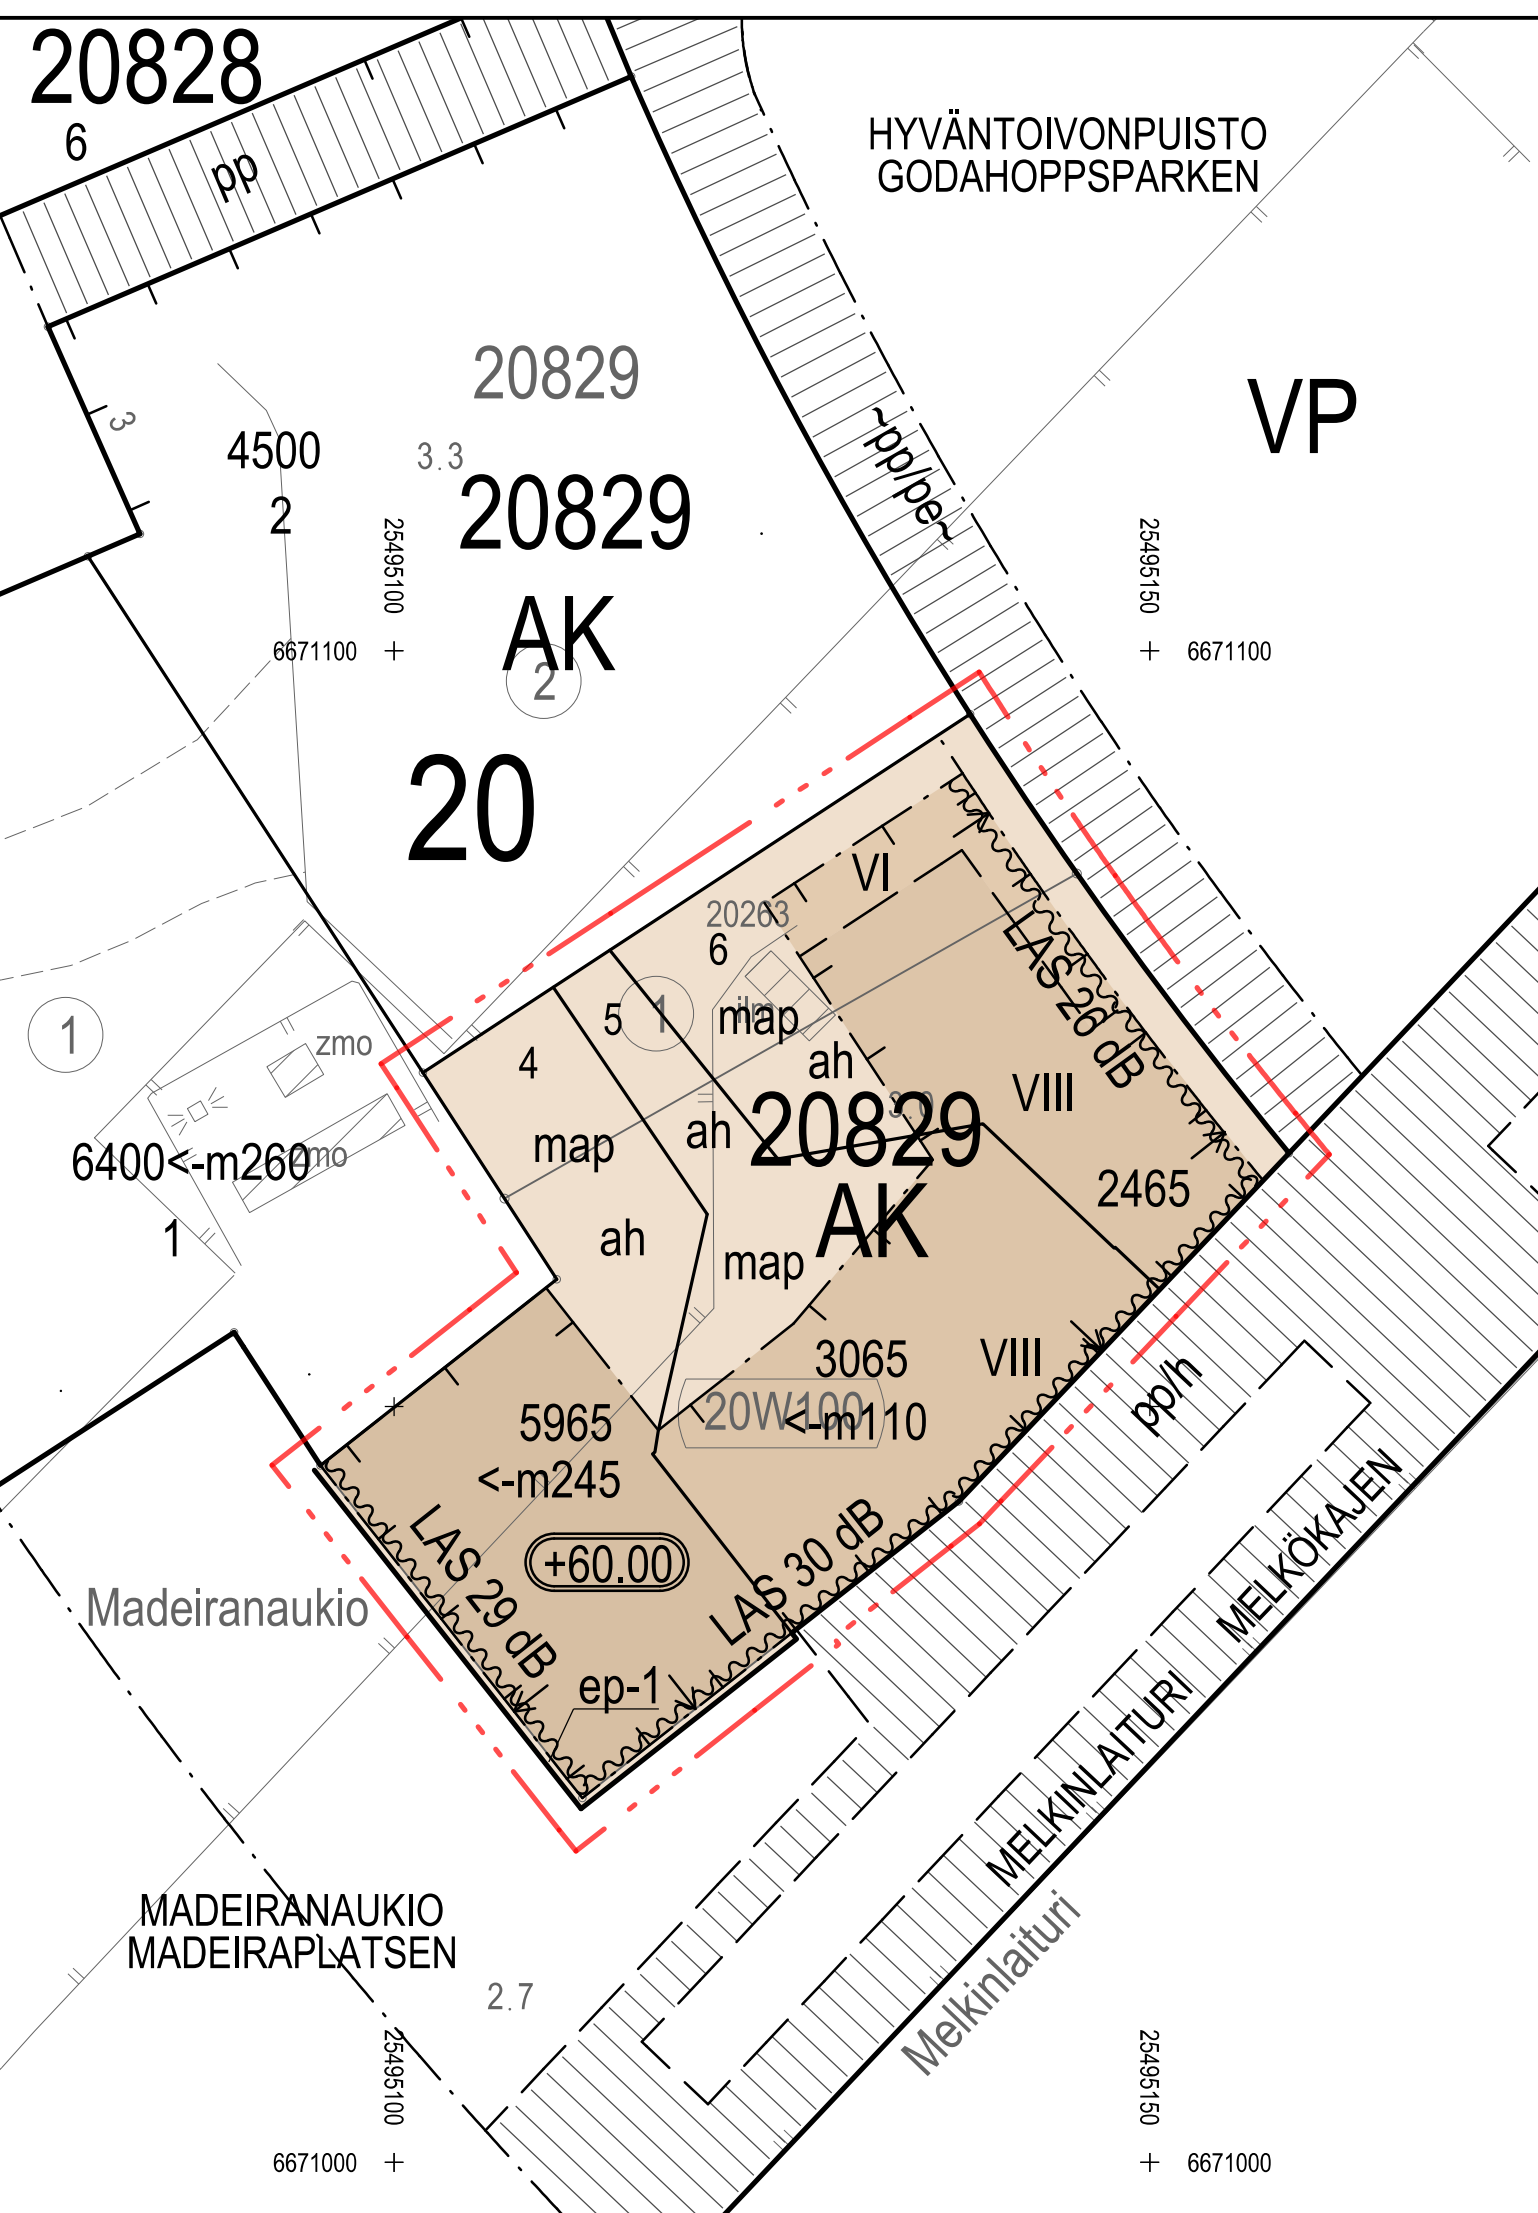 20828
6
pp
HYVÄNTOIVONPUISTO
GODAHOPPSPARKEN
20829
3
4500
3.3
2
20829
VP
~pp/pe~
25495100
25495150
AK
6671100
6671100
2
20
VI
20263
6
LAS 26 dB
5
1
map
ilm
1
zmo
4
ah
VIII
3.0
20829
map
ah
6400<-m260
zmo
2465
1
ah
map
AK
3065
VIII
pp/h
5965
20W100
<-m110
<-m245
LAS 29 dB
+60.00
LAS 30 dB
MELKÖKAJEN
Madeiranaukio
ep-1
MELKINLAITURI
MADEIRANAUKIO
MADEIRAPLATSEN
2.7
Melkinlaituri
25495100
25495150
6671000
6671000